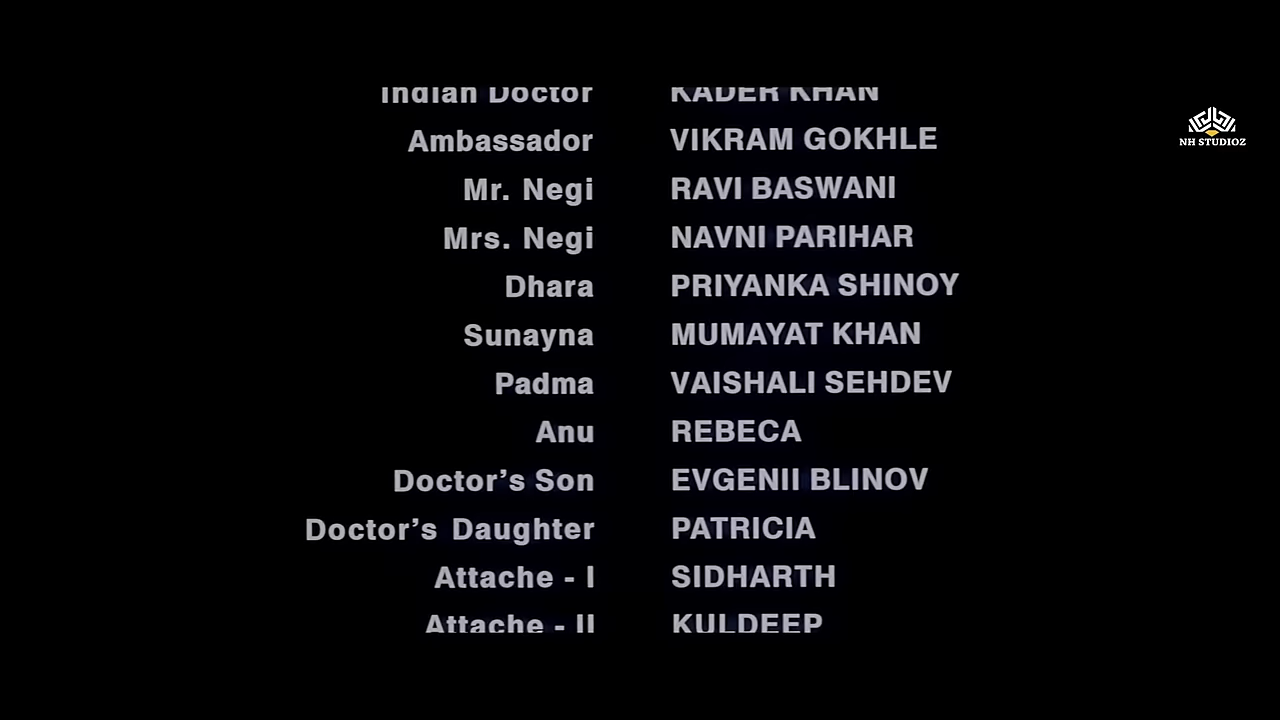 Indian Doctor KADER KHAN
Ambassador VIKRAM GOKHLE
NH STUDIOZ
Mr. Negi RAVI BASWANI
Mrs. Negi NAVNI PARIHAR
Dhara PRIYANKA SHINOY
Sunayna MUMAYAT KHAN
Padma VAISHALI SEHDEV
Anu REBECA
Doctor’s Son EVGENII BLINOV
Doctor’s Daughter PATRICIA
Attache - I SIDHARTH
Attache - II KULDEEP